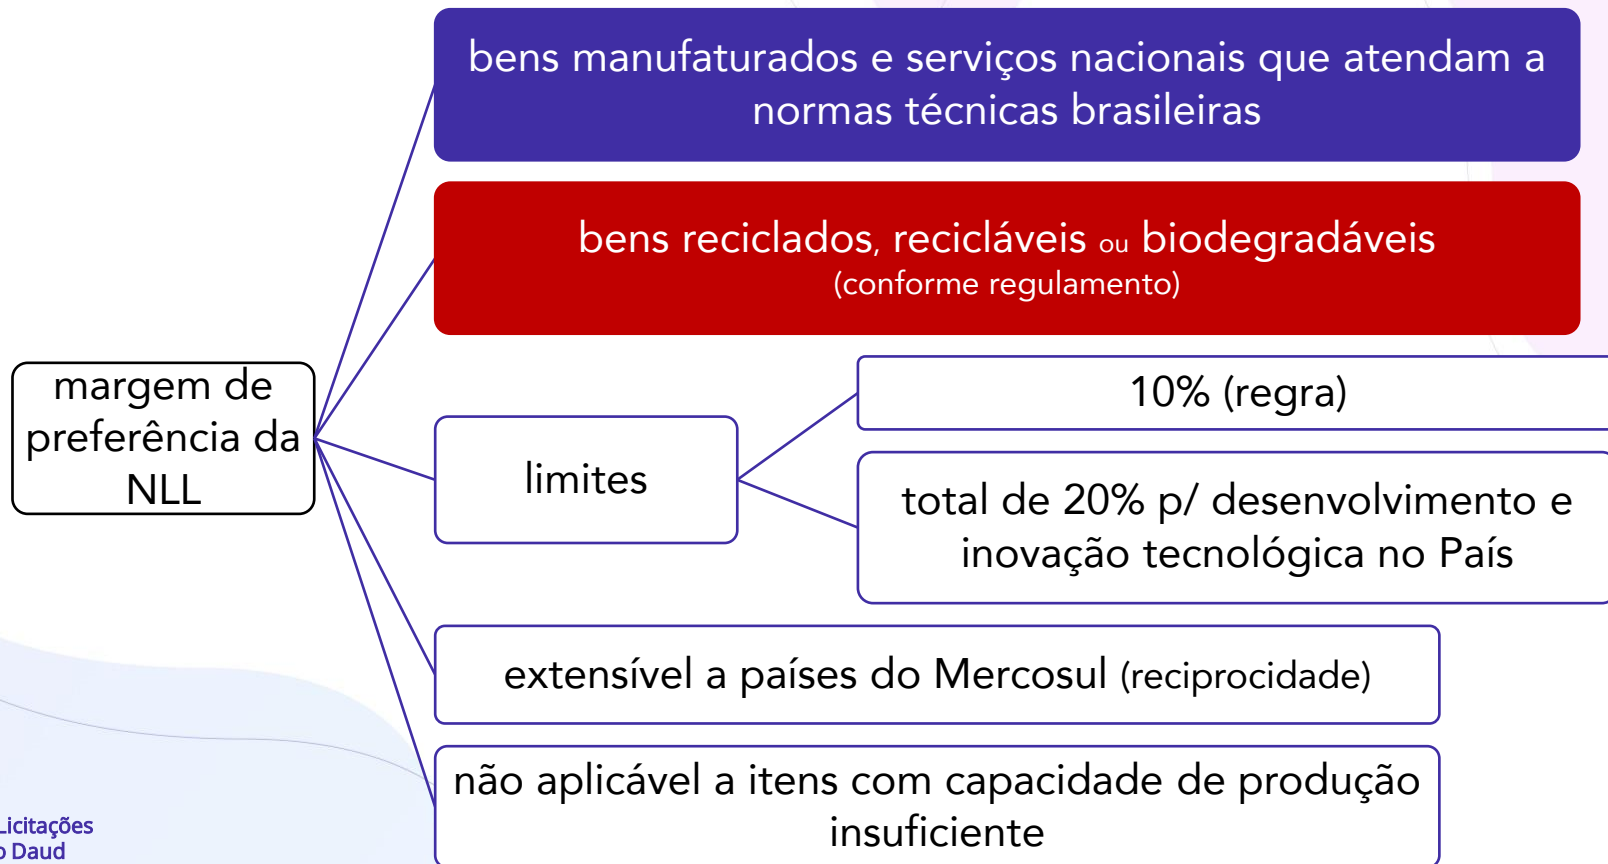 bens manufaturados e serviços nacionais que atendam a
normas técnicas brasileiras
bens reciclados, recicláveis ou biodegradáveis
(conforme regulamento)
margem de
preferência da
NLL
limites
10% (regra)
total de 20% p/ desenvolvimento e
inovação tecnológica no País
extensível a países do Mercosul (reciprocidade)
não aplicável a itens com capacidade de produção
insuficiente
Licitações
Daud